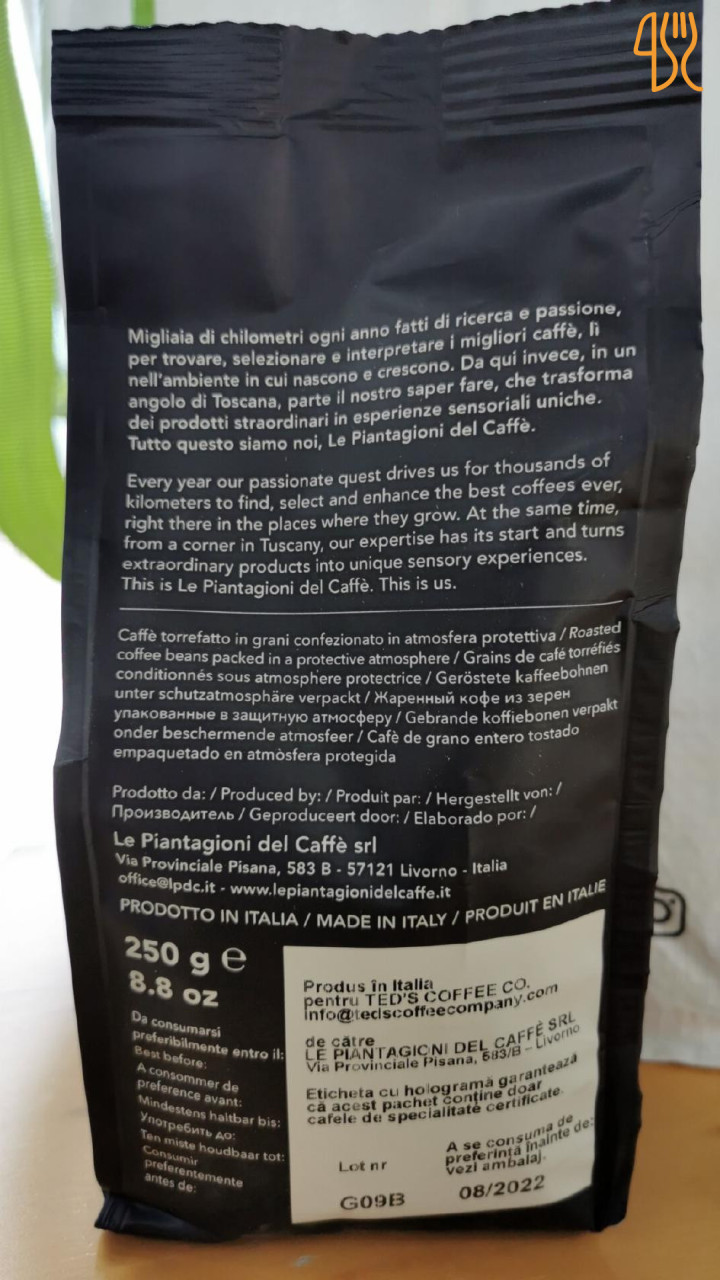 Migliaia di chilometri ogni anno fatti di ricerca e passione,
per trovare, selezionare e interpretare i migliori caffè, lì
nell'ambiente in cui nascono e crescono. Da qui invece, in un
angolo di Toscana, parte il nostro saper fare, che trasforma
dei prodotti straordinari in esperienze sensoriali uniche.
Tutto questo siamo noi, Le Piantagioni del Caffè.
Every year our passionate quest drives us for thousands of
kilometers to find, select and enhance the best coffees ever,
right there in the places where they grow. At the same time,
from a corner in Tuscany, our expertise has its start and turns
extraordinary products into unique sensory experiences.
This is Le Piantagioni del Caffè. This is us.
Caffè torrefatto in grani confezionato in atmosfera protettiva / Roasted
coffee beans packed in a protective atmosphere / Grains de café torréfiés
conditionnés sous atmosphere protectrice / Geröstete kaffeebohnen
unter schutzatmosphäre verpackt / Жаренный кофе из зерен
упакованные в защитную атмосферу / Gebrande koffiebonen verpakt
onder beschermende atmosfeer / Cafè de grano entero tostado
empaquetado en atmòsfera protegida
Prodotto da: / Produced by: / Produit par: / Hergestellt von: /
Производитель / Geproduceert door: / Elaborado por: /
Le Piantagioni del Caffè srl
Via Provinciale Pisana, 583 B - 57121 Livorno - Italia
office@lpdc.it - www.lepiantagionidelcaffe.it
PRODOTTO IN ITALIA / MADE IN ITALY / PRODUIT EN ITALIE
250 g e
8.8 oz
Da consumarsi
preferibilmente entro il:
Best before:
A consommer de
preference avant:
Mindestens haltbar bis:
Употребить до:
Ten miste houdbaar tot:
Consumir
preferentemente
antes de:
Produs în Italia
pentru TED'S COFFEE CO.
info@tedscoffeecompany.com
de către
LE PIANTAGIONI DEL CAFFÈ SRL
Via Provinciale Pisana, 583/B – Livorno
Eticheta cu hologramă garantează
că acest pachet conține doar
cafele de specialitate certificate.
Lot nr
G09B
A se consuma de
preferință înainte de:
vezi ambalaj.
08/2022